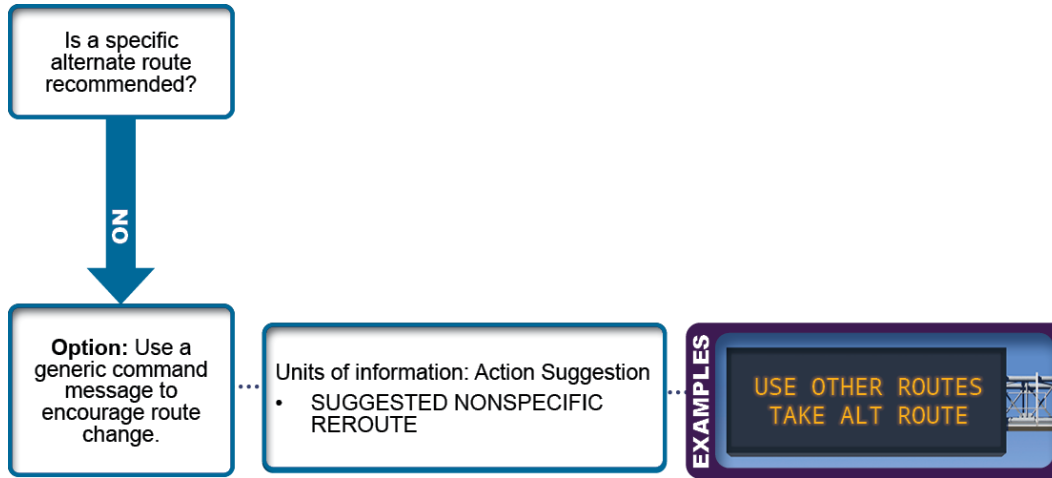 Is a specific
alternate route
recommended?
NO
Option: Use a
generic command
message to
encourage route
change.
Units of information: Action Suggestion
• SUGGESTED NONSPECIFIC
REROUTE
EXAMPLES
USE OTHER ROUTES
TAKE ALT ROUTE